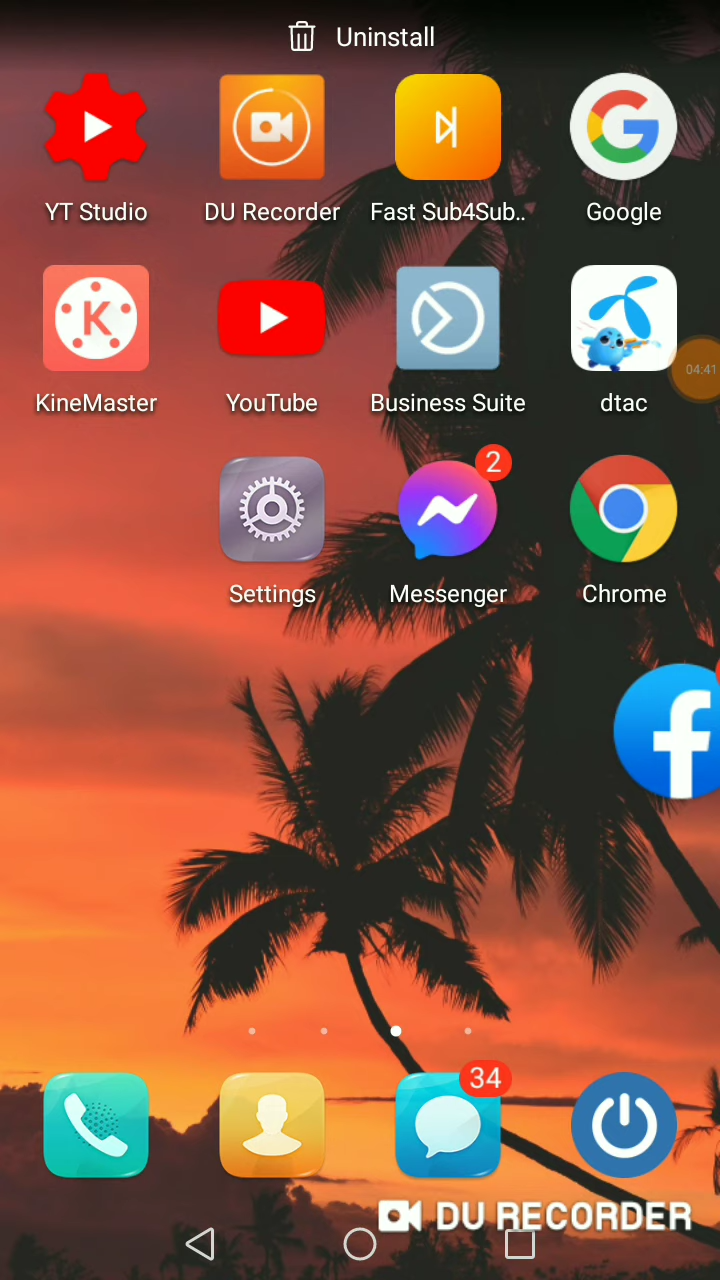 Uninstall
YT Studio
DU Recorder
Fast Sub4Sub..
Google
K
KineMaster
YouTube
Business Suite
dtac
04:41
2
Settings
Messenger
Chrome
34
DU RECORDER